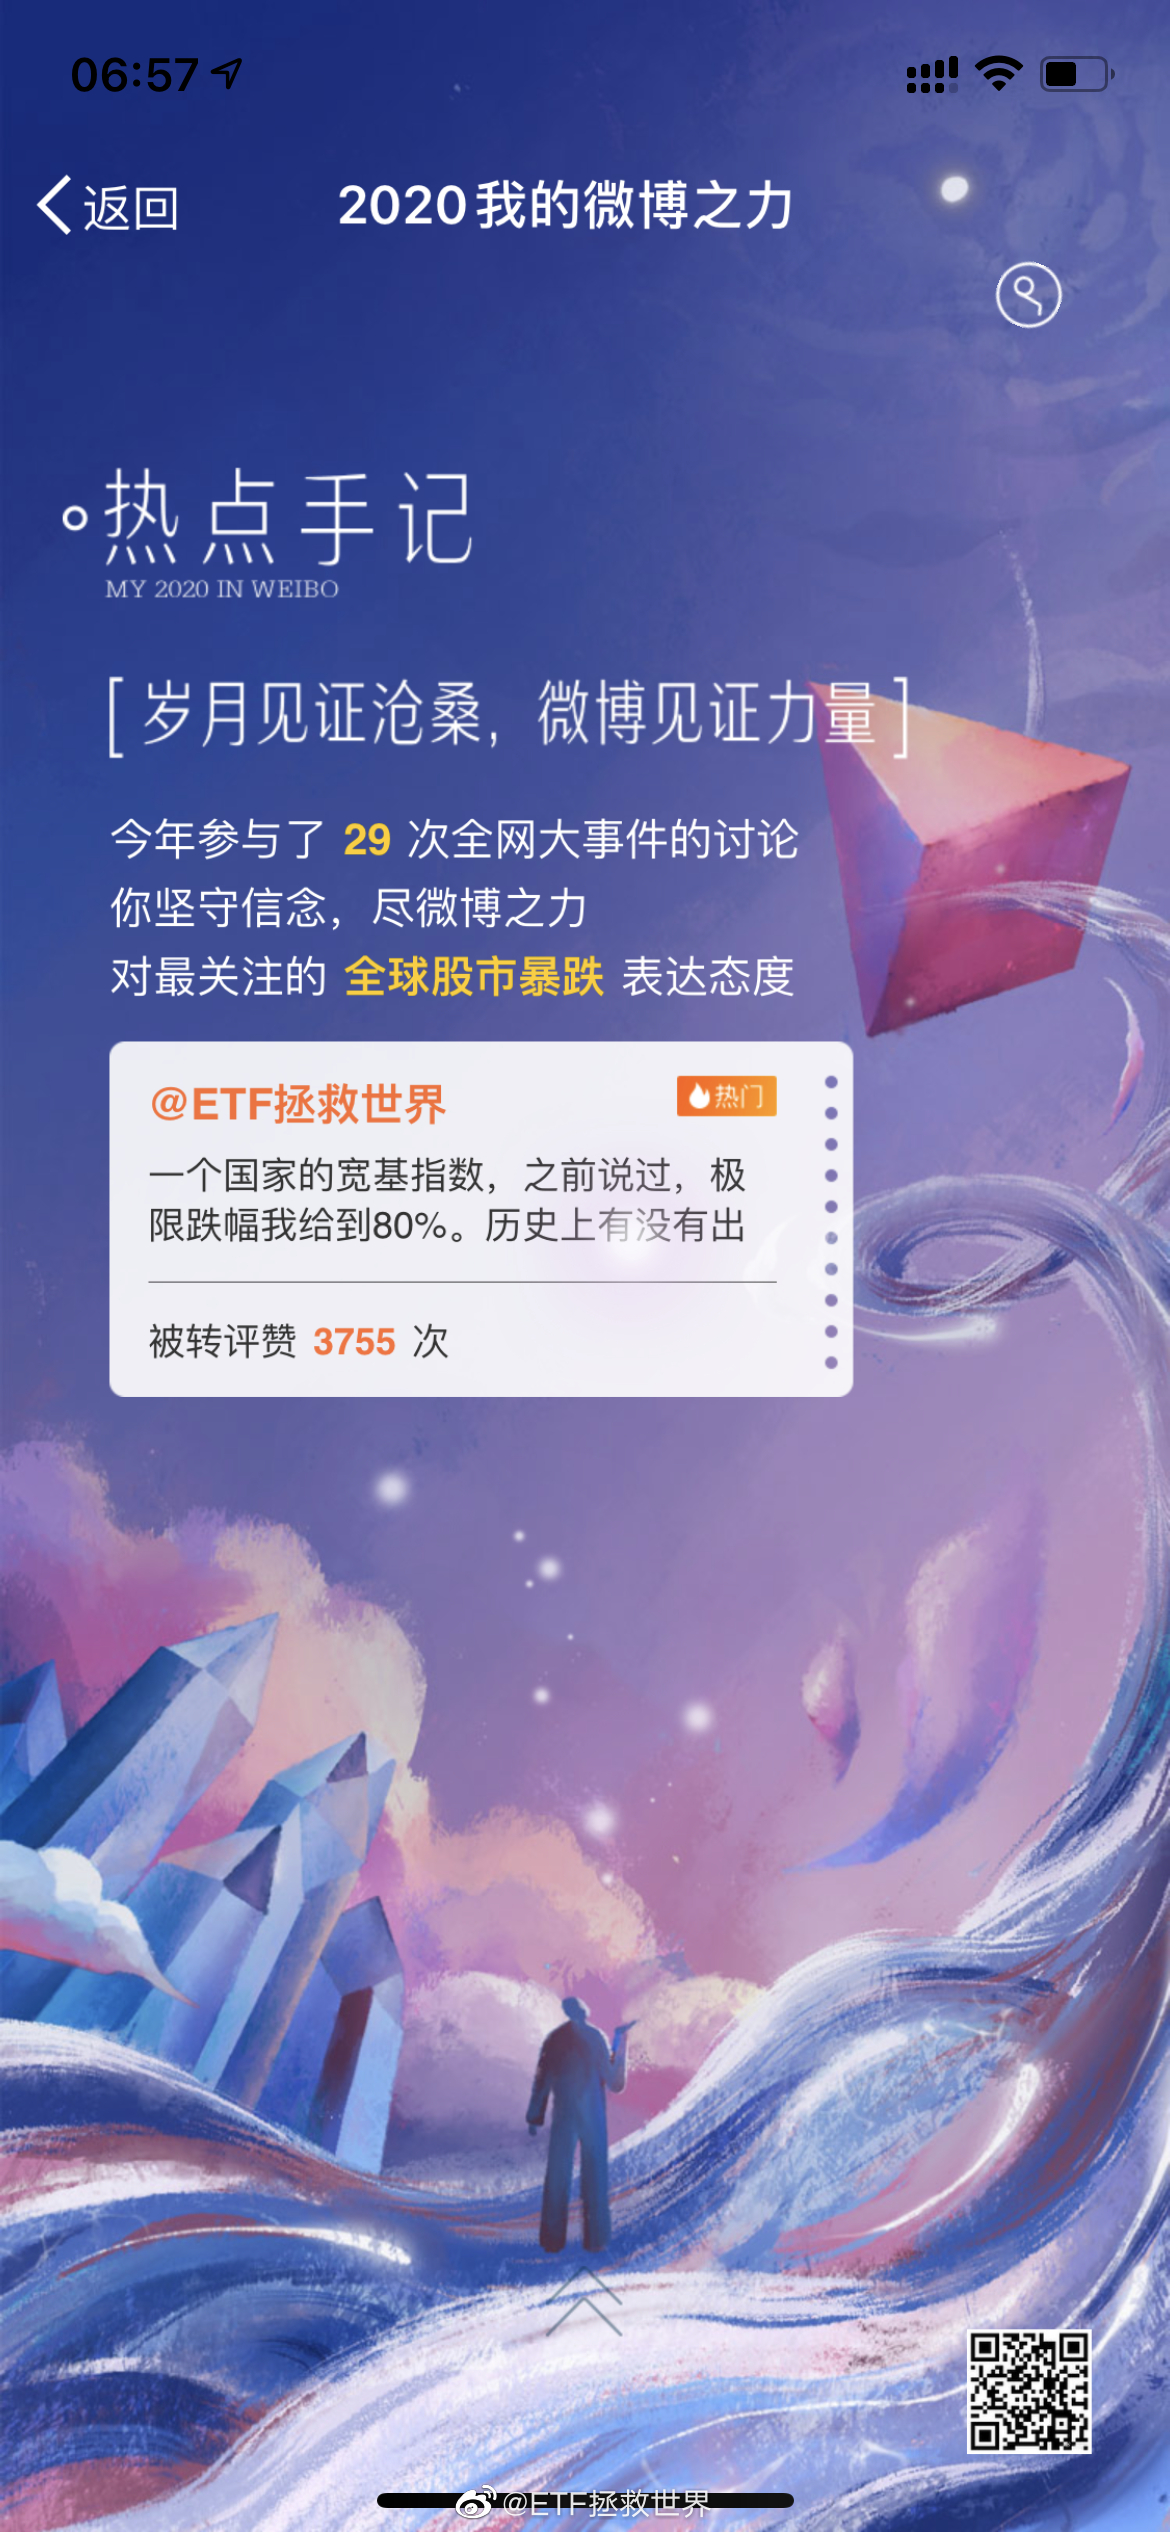 06:57
返回
2020我的微博之力
热点手记
MY 2020 IN WEIBO
[岁月见证沧桑，微博见证力量]
今年参与了 29 次全网大事件的讨论
你坚守信念，尽微博之力
对最关注的 全球股市暴跌 表达态度
@ETF拯救世界
热门
一个国家的宽基指数，之前说过，极
限跌幅我给到80%。历史上有没有出
被转评赞 3755 次
@ETF拯救世界